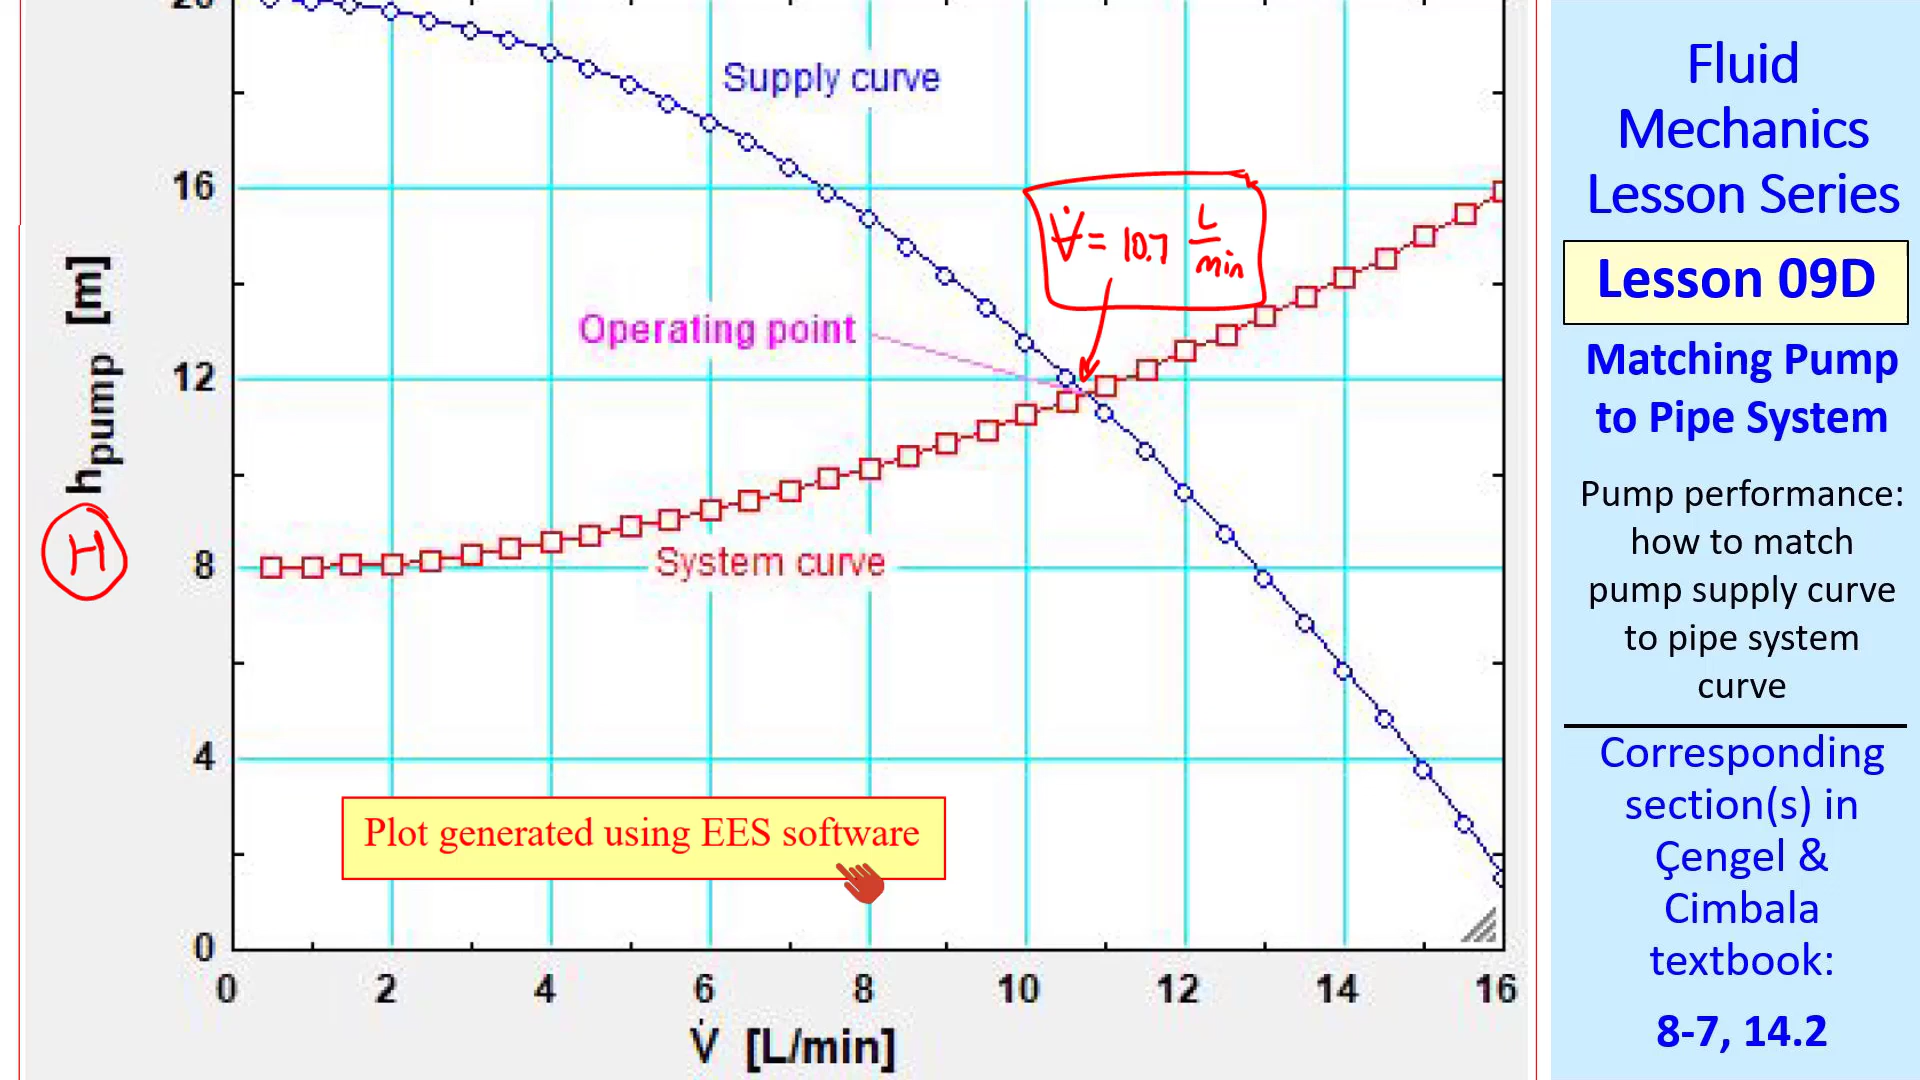 20
Supply curve
16
V̇ = 10.7 L/min
Operating point
12
hpump [m]
H
8
System curve
4
Plot generated using EES software
0
0 2 4 6 8 10 12 14 16
V̇ [L/min]
Fluid
Mechanics
Lesson Series
Lesson 09D
Matching Pump
to Pipe System
Pump performance:
how to match
pump supply curve
to pipe system
curve
Corresponding
section(s) in
Çengel &
Cimbala
textbook:
8-7, 14.2